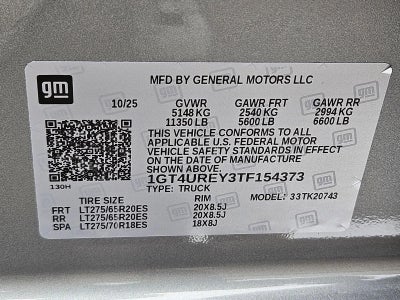 gm
MFD BY GENERAL MOTORS LLC
10/25 GVWR GAWR FRT GAWR RR
5148 KG 2540 KG 2994 KG
11350 LB 5600 LB 6600 LB
THIS VEHICLE CONFORMS TO ALL
APPLICABLE U.S. FEDERAL MOTOR
VEHICLE SAFETY STANDARDS IN EFFECT
ON THE DATE OF MANUFACTURE
SHOWN ABOVE.
1GT4UREY3TF154373
130H TYPE: TRUCK
TIRE SIZE RIM MODEL: 33TK20743
FRT LT275/65R20ES 20X8.5J
RR LT275/65R20ES 20X8.5J
SPA LT275/70R18ES 18X8J